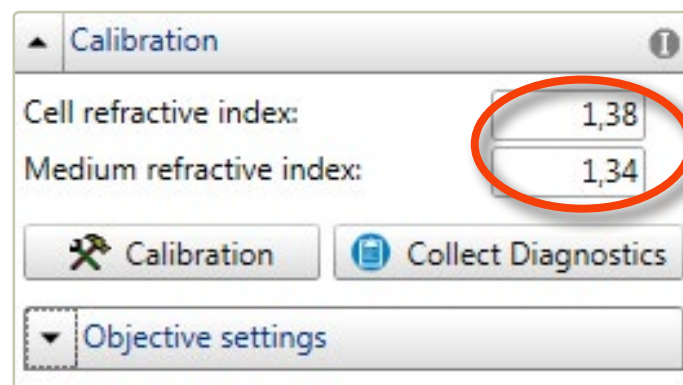 Calibration
Cell refractive index: 1,38
Medium refractive index: 1,34
Calibration Collect Diagnostics
Objective settings